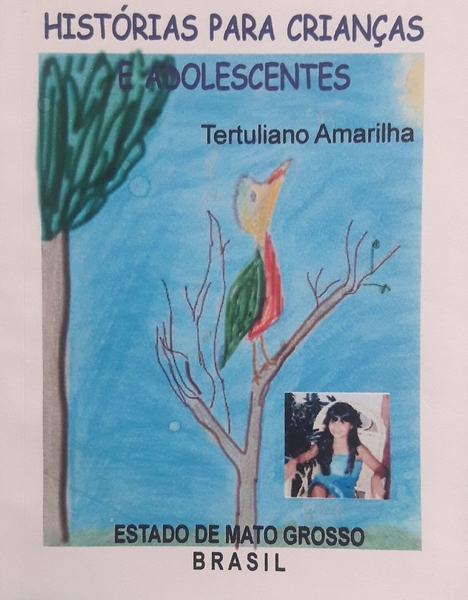 HISTÓRIAS PARA CRIANÇAS
E ADOLESCENTES
Tertuliano Amarilha
ESTADO DE MATO GROSSO
BRASIL